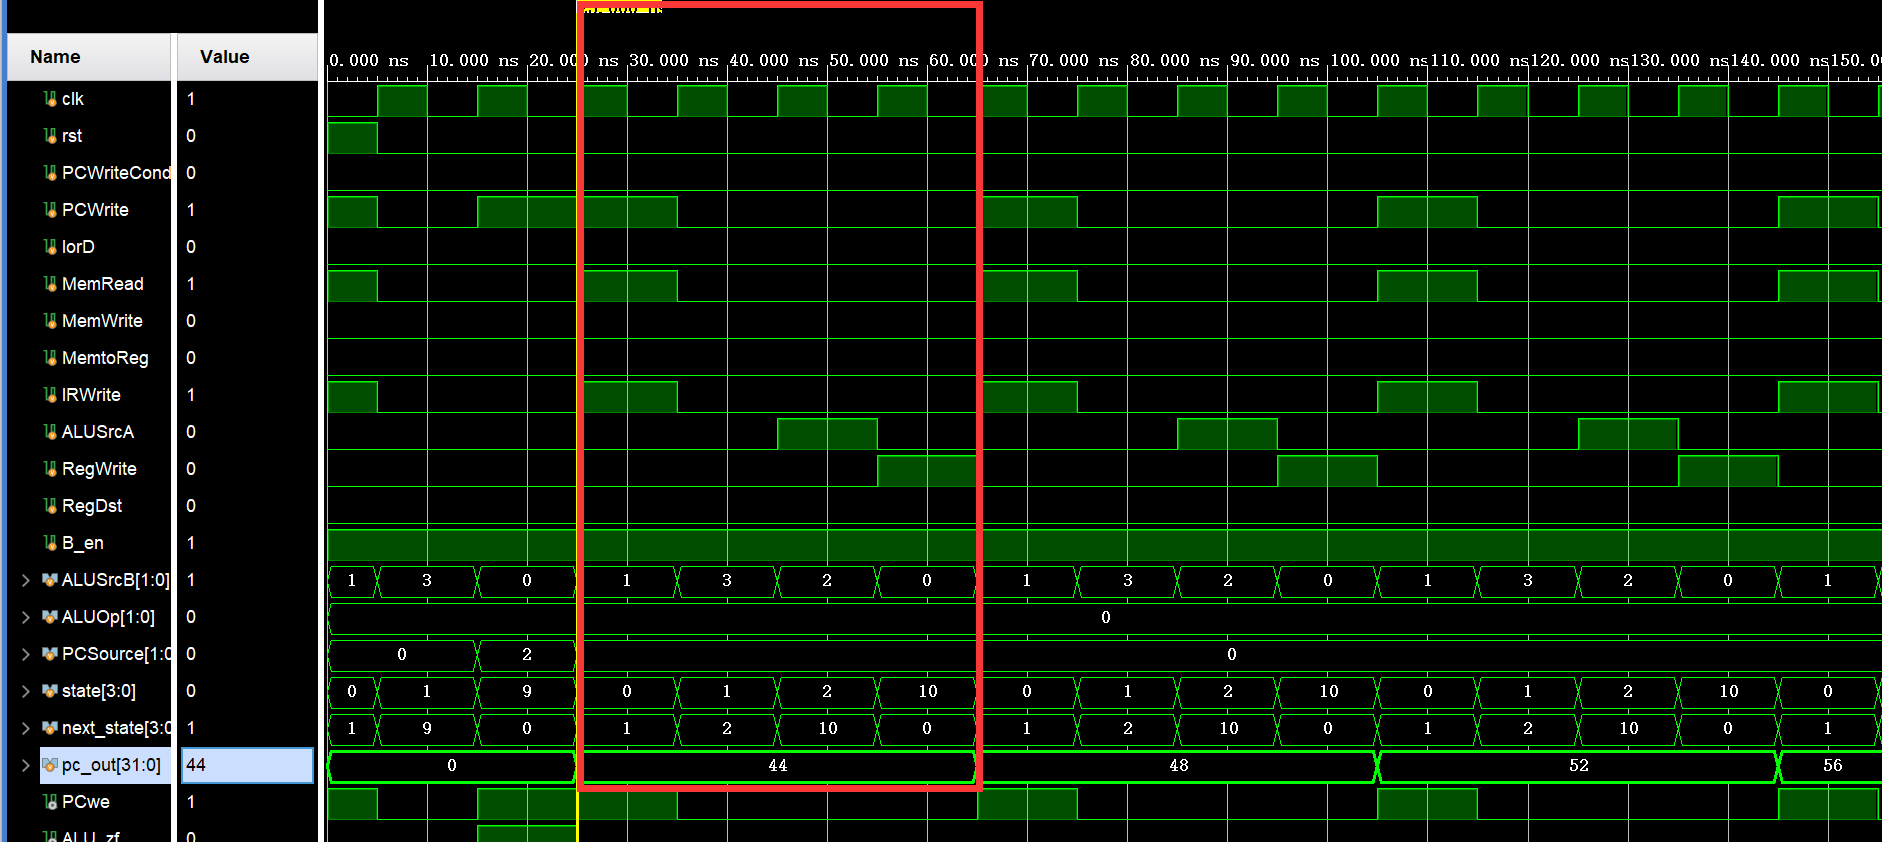 Name Value
0.000 ns 10.000 ns 20.000 ns 30.000 ns 40.000 ns 50.000 ns 60.000 ns 70.000 ns 80.000 ns 90.000 ns 100.000 ns 110.000 ns 120.000 ns 130.000 ns 140.000 ns 150.0
clk 1
rst 0
PCWriteCond 0
PCWrite 1
IorD 0
MemRead 1
MemWrite 0
MemtoReg 0
IRWrite 1
ALUSrcA 0
RegWrite 0
RegDst 0
B_en 1
ALUSrcB[1:0] 1 1 3 0 1 3 2 0 1 3 2 0 1 3 2 0 1
ALUOp[1:0] 0 0
PCSource[1:0 0 0 2 0
state[3:0] 0 0 1 9 0 1 2 10 0 1 2 10 0 1 2 10 0
next_state[3:0 1 1 9 0 1 2 10 0 1 2 10 0 1 2 10 0 1
pc_out[31:0] 44 0 44 48 52 56
PCwe 1
ALU_zf 0